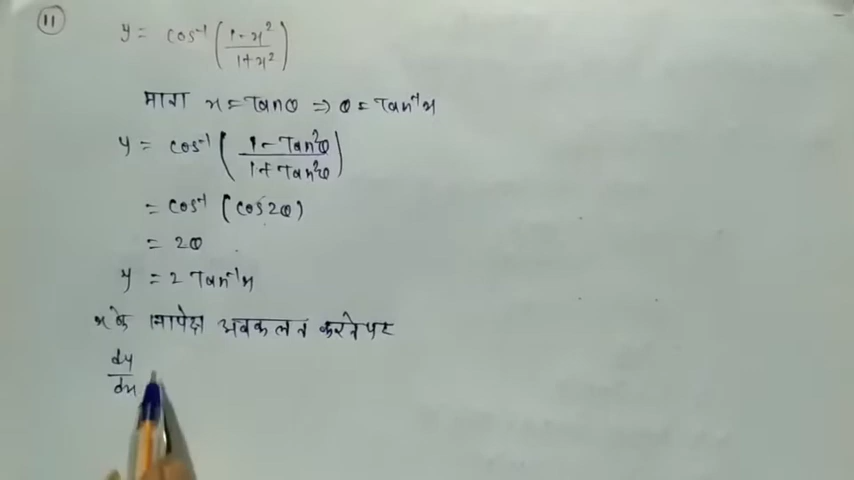 11
y = cos⁻¹ (1-x²/1+x²)
माना x = Tanθ ⇒ θ = Tan⁻¹x
y = cos⁻¹ (1-Tan²θ/1+Tan²θ)
= cos⁻¹ (cos2θ)
= 2θ
y = 2 Tan⁻¹x
x के सापेक्ष अवकलन करने पर
dy/dx